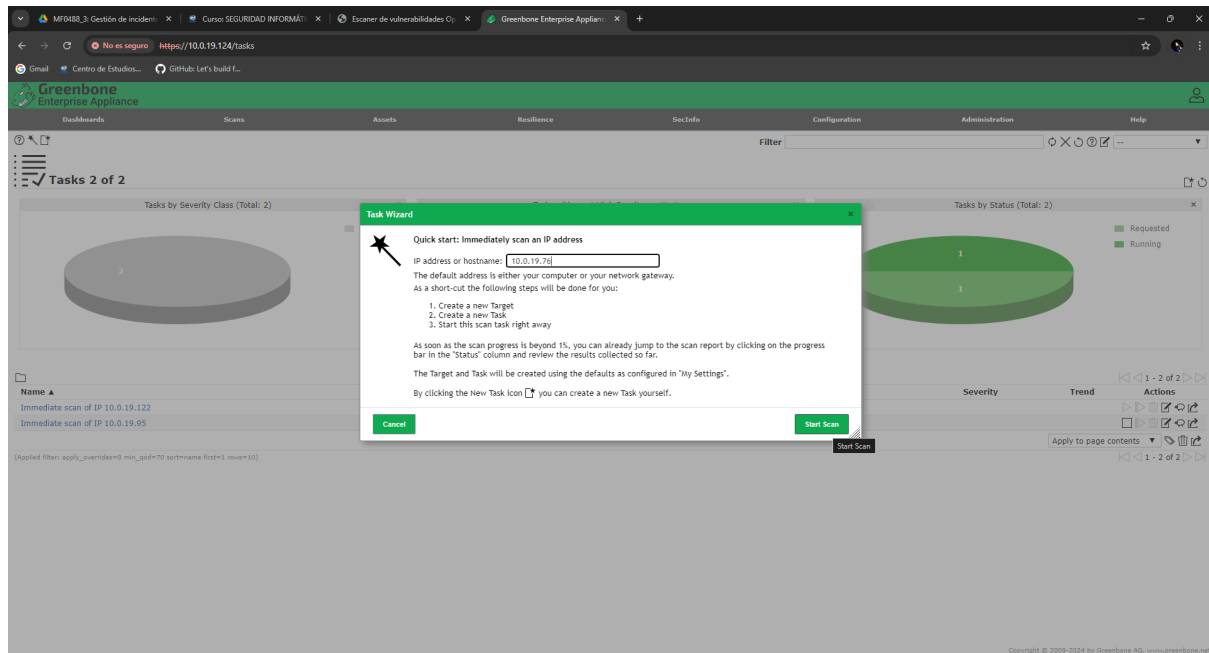 MF0488_3: Gestión de incident
Curso: SEGURIDAD INFORMÁTI
Escaner de vulnerabilidades Op
Greenbone Enterprise Applianc
No es seguro https://10.0.19.124/tasks
Gmail
Centro de Estudios...
GitHub: Let's build f...
Greenbone
Enterprise Appliance
Dashboards Scans Assets Resilience SecInfo Configuration Administration Help
Filter
--
Tasks 2 of 2
Tasks by Severity Class (Total: 2)
Tasks by Status (Total: 2)
2
Requested
Running
1
1
Task Wizard
Quick start: Immediately scan an IP address
IP address or hostname: 10.0.19.76
The default address is either your computer or your network gateway.
As a short-cut the following steps will be done for you:
1. Create a new Target
2. Create a new Task
3. Start this scan task right away
As soon as the scan progress is beyond 1%, you can already jump to the scan report by clicking on the progress
bar in the "Status" column and review the results collected so far.
The Target and Task will be created using the defaults as configured in "My Settings".
By clicking the New Task icon you can create a new Task yourself.
Cancel
Start Scan
Start Scan
1 - 2 of 2
Name ▲ Severity Trend Actions
Immediate scan of IP 10.0.19.122
Immediate scan of IP 10.0.19.95
Apply to page contents ▼
(Applied filter: apply_overrides=0 min_qod=70 sort=name first=1 rows=10)
1 - 2 of 2
Copyright © 2009-2024 by Greenbone AG, www.greenbone.net